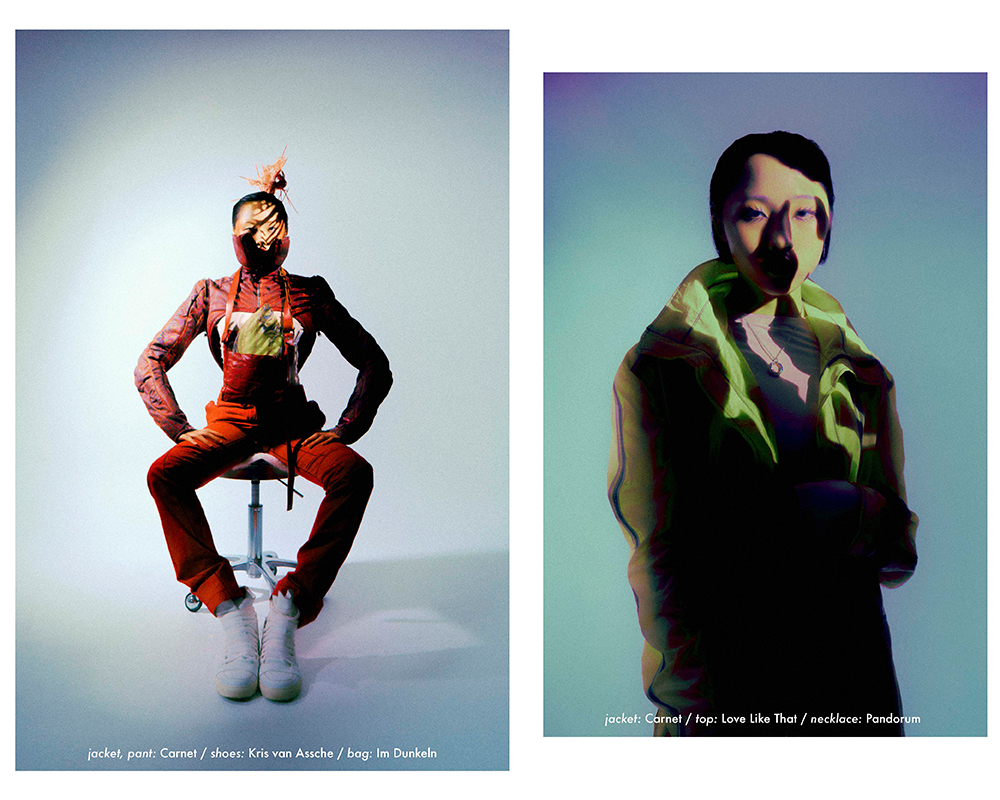 jacket, pant: Carnet / shoes: Kris van Assche / bag: Im Dunkeln
jacket: Carnet / top: Love Like That / necklace: Pandorum